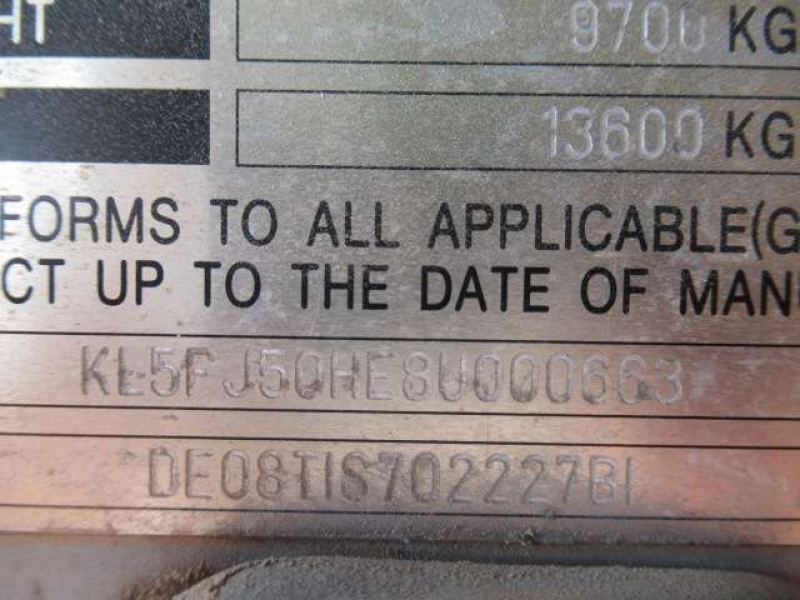 HT 9700 KG
13600 KG
FORMS TO ALL APPLICABLE(G
CT UP TO THE DATE OF MAN
KL5FJ50HE8U000663
DE08TIS702227BI